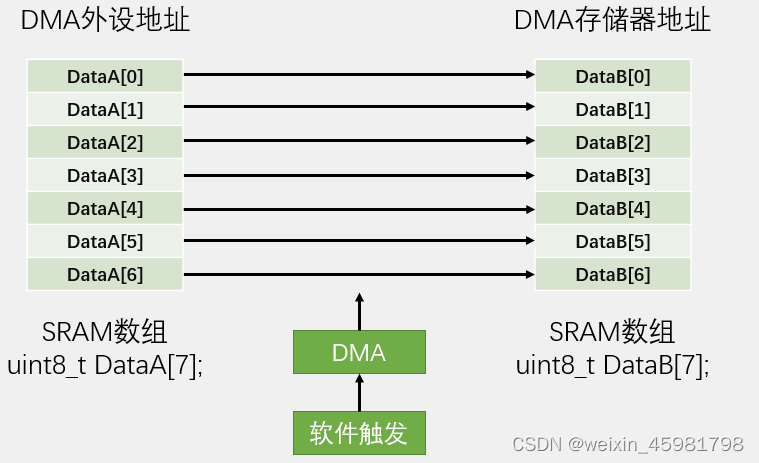 DMA外设地址
DMA存储器地址
DataA[0]
DataB[0]
DataA[1]
DataB[1]
DataA[2]
DataB[2]
DataA[3]
DataB[3]
DataA[4]
DataB[4]
DataA[5]
DataB[5]
DataA[6]
DataB[6]
SRAM数组
uint8_t DataA[7];
SRAM数组
uint8_t DataB[7];
DMA
软件触发
CSDN @weixin_45981798